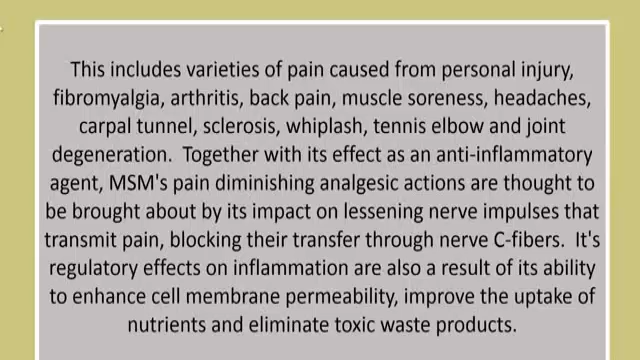 This includes varieties of pain caused from personal injury,
fibromyalgia, arthritis, back pain, muscle soreness, headaches,
carpal tunnel, sclerosis, whiplash, tennis elbow and joint
degeneration.  Together with its effect as an anti-inflammatory
agent, MSM's pain diminishing analgesic actions are thought to
be brought about by its impact on lessening nerve impulses that
transmit pain, blocking their transfer through nerve C-fibers.  It's
regulatory effects on inflammation are also a result of its ability
to enhance cell membrane permeability, improve the uptake of
nutrients and eliminate toxic waste products.